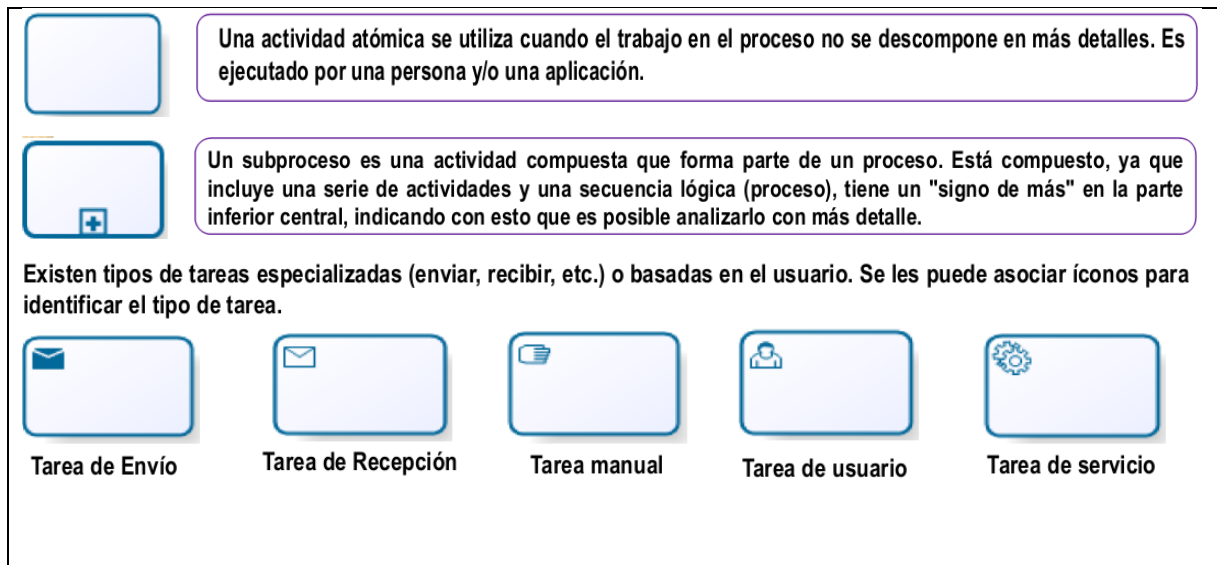 Una actividad atómica se utiliza cuando el trabajo en el proceso no se descompone en más detalles. Es
ejecutado por una persona y/o una aplicación.
Un subproceso es una actividad compuesta que forma parte de un proceso. Está compuesto, ya que
incluye una serie de actividades y una secuencia lógica (proceso), tiene un "signo de más" en la parte
inferior central, indicando con esto que es posible analizarlo con más detalle.
Existen tipos de tareas especializadas (enviar, recibir, etc.) o basadas en el usuario. Se les puede asociar íconos para
identificar el tipo de tarea.
Tarea de Envío
Tarea de Recepción
Tarea manual
Tarea de usuario
Tarea de servicio